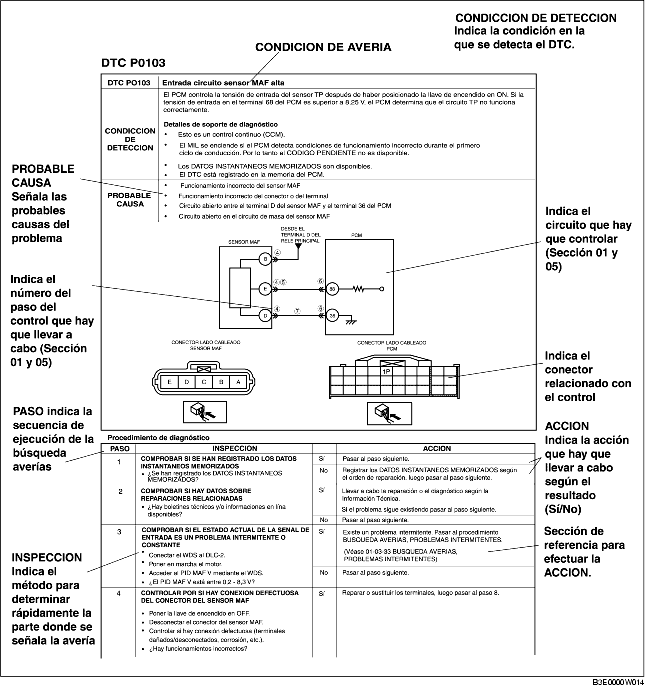 CONDICCION DE DETECCION
Indica la condición en la
que se detecta el DTC.
CONDICION DE AVERIA
DTC P0103
DTC PO103
Entrada circuito sensor MAF alta
CONDICCION
DE
DETECCION
El PCM controla la tensión de entrada del sensor TP después de haber posicionado la llave de encendido en ON. Si la
tensión de entrada en el terminal 68 del PCM es superior a 8.25 V, el PCM determina que el circuito TP no funciona
correctamente.
Detalles de soporte de diagnóstico
• Esto es un control continuo (CCM).
• El MIL se enciende si el PCM detecta condiciones de funcionamiento incorrecto durante el primero
ciclo de conducción. Por lo tanto el CODIGO PENDIENTE no es disponible.
• Los DATOS INSTANTANEOS MEMORIZADOS son disponibles.
• El DTC está registrado en la memoria del PCM.
PROBABLE
CAUSA
• Funcionamiento incorrecto del sensor MAF
• Funcionamiento incorrecto del conector o del terminal
• Circuito abierto entre el terminal D del sensor MAF y el terminal 36 del PCM
• Circuito abierto en el circuito de masa del sensor MAF
PROBABLE
CAUSA
Señala las
probables
causas del
problema
Indica el
número del
paso del
control que hay
que llevar a
cabo (Sección
01 y 05)
PASO indica la
secuencia de
ejecución de la
búsqueda
averías
INSPECCION
Indica el
método para
determinar
rápidamente la
parte donde se
señala la avería
DESDE EL
TERMINAL D DEL
RELE PRINCIPAL
SENSOR MAF
PCM
B
4
E
4 5
6
88
D
4
7
6
36
CONECTOR LADO CABLEADO
SENSOR MAF
E D C B A
CONECTOR LADO CABLEADO
PCM
1P
Indica el
circuito que hay
que controlar
(Sección 01 y
05)
Indica el
conector
relacionado con
el control
ACCION
Indica la acción
que hay que
llevar a cabo
según el
resultado
(Sí/No)
Sección de
referencia para
efectuar la
ACCION.
Procedimiento de diagnóstico
PASO INSPECCION ACCION
1
COMPROBAR SI SE HAN REGISTRADO LOS DATOS
INSTANTANEOS MEMORIZADOS
• ¿Se han registrado los DATOS INSTANTANEOS
MEMORIZADOS?
Sí Pasar al paso siguiente.
No Registrar los DATOS INSTANTANEOS MEMORIZADOS según
el orden de reparación, luego pasar al paso siguiente.
2
COMPROBAR SI HAY DATOS SOBRE
REPARACIONES RELACIONADAS
• ¿Hay boletines técnicos y/o informaciones en lína
disponibles?
Sí Llevar a cabo la reparación o el diagnóstico según la
Información Técnica.
Si el problema sigue existiendo pasar al paso siguiente.
No Pasar al paso siguiente.
3
COMPROBAR SI EL ESTADO ACTUAL DE LA SENAL DE
ENTRADA ES UN PROBLEMA INTERMITENTE O
CONSTANTE
• Conectar el WDS al DLC-2.
• Poner en marcha el motor.
• Acceder al PID MAF V mediante el WDS.
• ¿El PID MAF V está entre 0,2 - 8,3 V?
Sí Existe un problema intermitente. Pasar al procedimiento
BUSQUEDA AVERIAS, PROBLEMAS INTERMITENTES.
(Véase 01-03-33 BUSQUEDA AVERIAS,
PROBLEMAS INTERMITENTES)
No Pasar al paso siguiente.
4
CONTROLAR POR SI HAY CONEXION DEFECTUOSA
DEL CONECTOR DEL SENSOR MAF
• Poner la llave de encendido en OFF.
• Desconectar el conector del sensor MAF.
• Controlar si hay conexión defectuosa (terminales
dañados/desconectados, corrosión, etc.).
• ¿Hay funcionamientos incorrectos?
Sí Reparar o sustituir los terminales, luego pasar al paso 8.
B3E0000W014